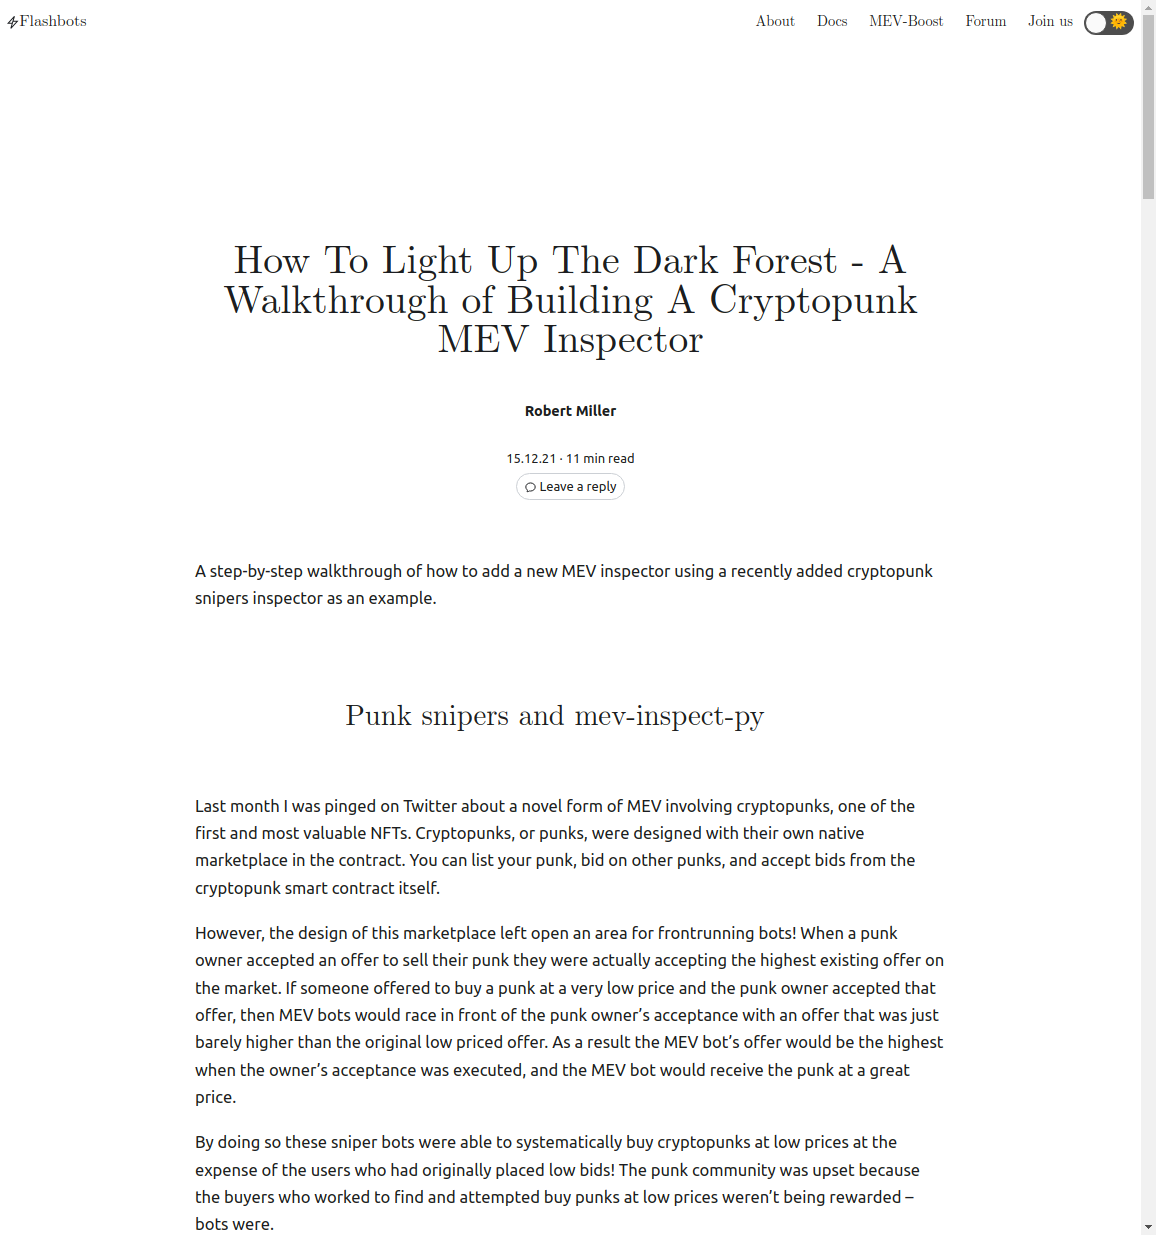 Flashbots
About Docs MEV-Boost Forum Join us
How To Light Up The Dark Forest - A
Walkthrough of Building A Cryptopunk
MEV Inspector
Robert Miller
15.12.21 · 11 min read
Leave a reply
A step-by-step walkthrough of how to add a new MEV inspector using a recently added cryptopunk
snipers inspector as an example.
Punk snipers and mev-inspect-py
Last month I was pinged on Twitter about a novel form of MEV involving cryptopunks, one of the
first and most valuable NFTs. Cryptopunks, or punks, were designed with their own native
marketplace in the contract. You can list your punk, bid on other punks, and accept bids from the
cryptopunk smart contract itself.
However, the design of this marketplace left open an area for frontrunning bots! When a punk
owner accepted an offer to sell their punk they were actually accepting the highest existing offer on
the market. If someone offered to buy a punk at a very low price and the punk owner accepted that
offer, then MEV bots would race in front of the punk owner’s acceptance with an offer that was just
barely higher than the original low priced offer. As a result the MEV bot’s offer would be the highest
when the owner’s acceptance was executed, and the MEV bot would receive the punk at a great
price.
By doing so these sniper bots were able to systematically buy cryptopunks at low prices at the
expense of the users who had originally placed low bids! The punk community was upset because
the buyers who worked to find and attempted buy punks at low prices weren’t being rewarded –
bots were.